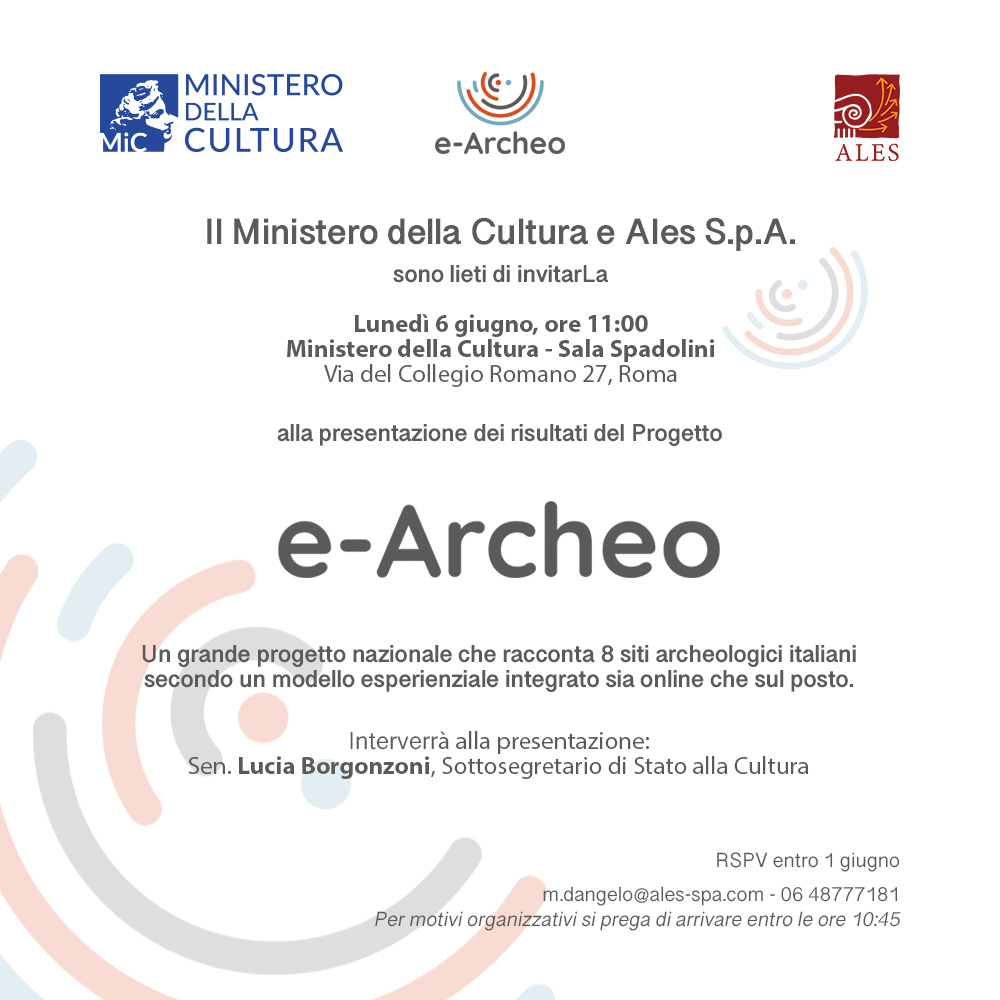 MiC
MINISTERO
DELLA
CULTURA
e-Archeo
ALES
Il Ministero della Cultura e Ales S.p.A.
sono lieti di invitarLa
Lunedì 6 giugno, ore 11:00
Ministero della Cultura - Sala Spadolini
Via del Collegio Romano 27, Roma
alla presentazione dei risultati del Progetto
e-Archeo
Un grande progetto nazionale che racconta 8 siti archeologici italiani
secondo un modello esperienziale integrato sia online che sul posto.
Interverrà alla presentazione:
Sen. Lucia Borgonzoni, Sottosegretario di Stato alla Cultura
RSPV entro 1 giugno
m.dangelo@ales-spa.com - 06 48777181
Per motivi organizzativi si prega di arrivare entro le ore 10:45